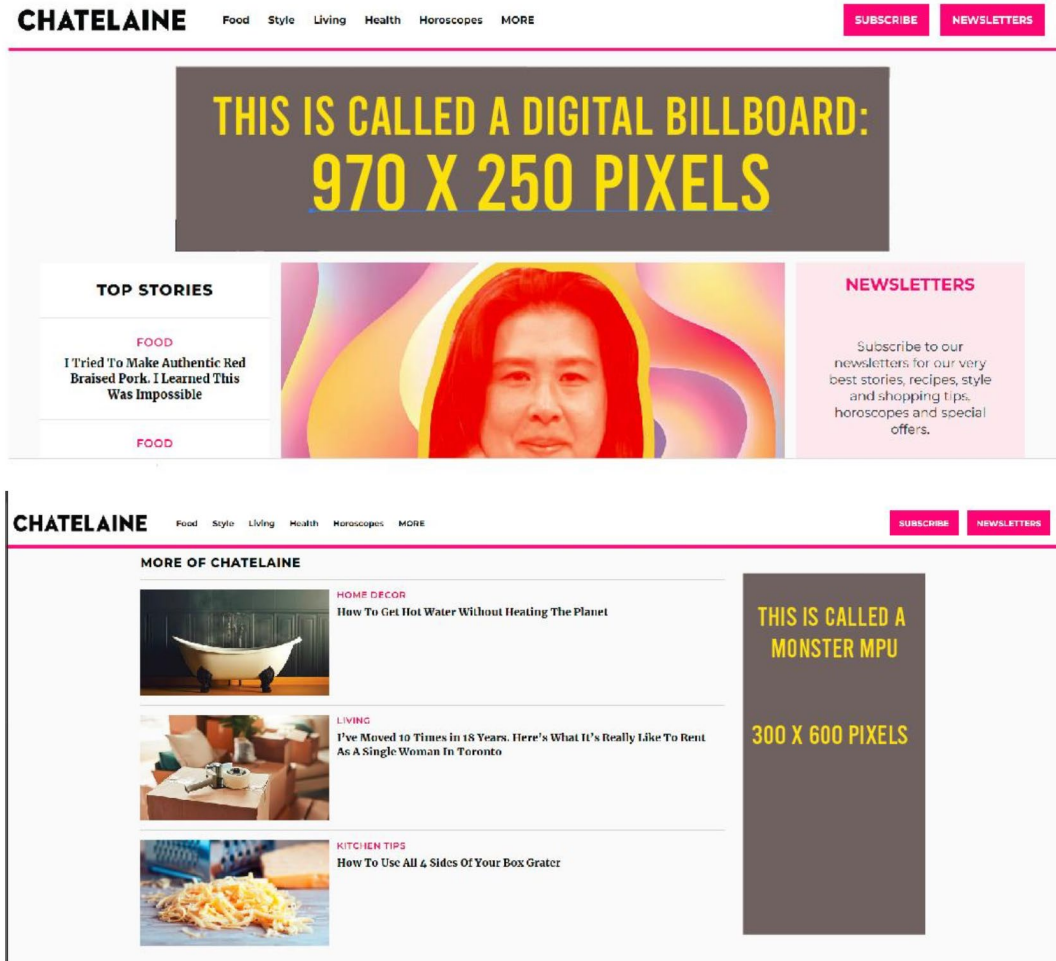 CHATELAINE Food Style Living Health Horoscopes MORE SUBSCRIBE NEWSLETTERS
THIS IS CALLED A DIGITAL BILLBOARD:
970 X 250 PIXELS
TOP STORIES
FOOD
I Tried To Make Authentic Red
Braised Pork. I Learned This
Was Impossible
FOOD
NEWSLETTERS
Subscribe to our
newsletters for our very
best stories, recipes, style
and shopping tips,
horoscopes and special
offers.
CHATELAINE Food Style Living Health Horoscopes MORE SUBSCRIBE NEWSLETTERS
MORE OF CHATELAINE
HOME DECOR
How To Get Hot Water Without Heating The Planet
LIVING
I've Moved 10 Times in 18 Years. Here's What It's Really Like To Rent
As A Single Woman In Toronto
KITCHEN TIPS
How To Use All 4 Sides Of Your Box Grater
THIS IS CALLED A
MONSTER MPU
300 X 600 PIXELS